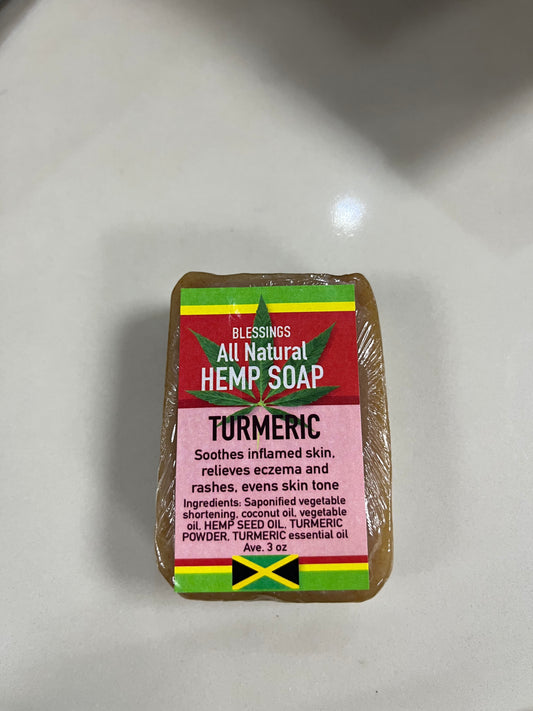 BLESSINGS
All Natural
HEMP SOAP
TURMERIC
Soothes inflamed skin,
relieves eczema and
rashes, evens skin tone
Ingredients: Saponified vegetable
shortening, coconut oil, vegetable
oil, HEMP SEED OIL, TURMERIC
POWDER, TURMERIC essential oil
Ave. 3 oz